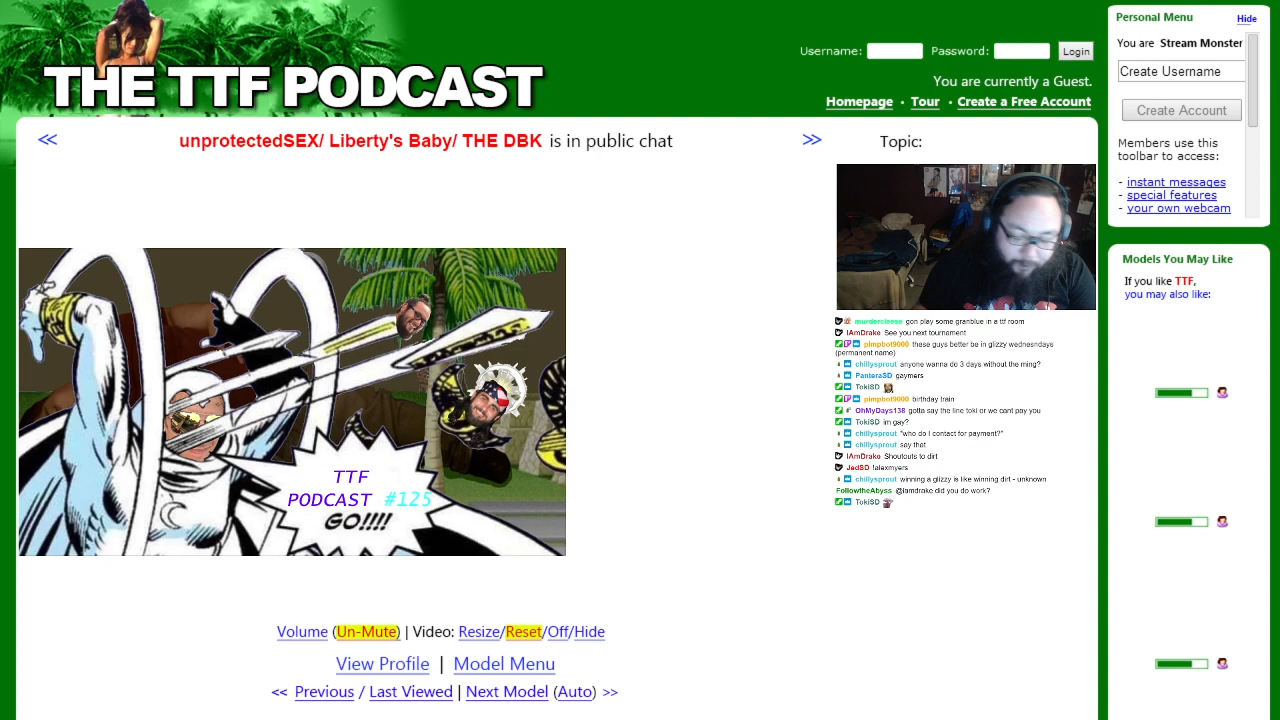 THE TTF PODCAST
Username:
Password:
Login
You are currently a Guest.
Homepage • Tour • Create a Free Account
<< unprotectedSEX/ Liberty's Baby/ THE DBK is in public chat >>
Topic:
TTF
PODCAST #125
GO!!!!
murdercleese gon play some granblue in a ttf room
IAmDrake See you next tournament
pimpbot9000 these guys better be in glizzy wednesndays
(permanent name)
chillysprout anyone wanna do 3 days without the ming?
PanteraSD gaymers
TokiSD
pimpbot9000 birthday train
OhMyDays138 gotta say the line toki or we cant pay you
TokiSD im gay?
chillysprout "who do I contact for payment?"
chillysprout say that
IAmDrake Shoutouts to dirt
JedSD !alexmyers
chillysprout winning a glizzy is like winning dirt - unknown
FollowtheAbyss @iamdrake did you do work?
TokiSD
Volume (Un-Mute) | Video: Resize/Reset/Off/Hide
View Profile | Model Menu
<< Previous / Last Viewed | Next Model (Auto) >>
Personal Menu
Hide
You are Stream Monster
Create Username
Create Account
Members use this
toolbar to access:
- instant messages
- special features
- your own webcam
Models You May Like
If you like TTF,
you may also like: